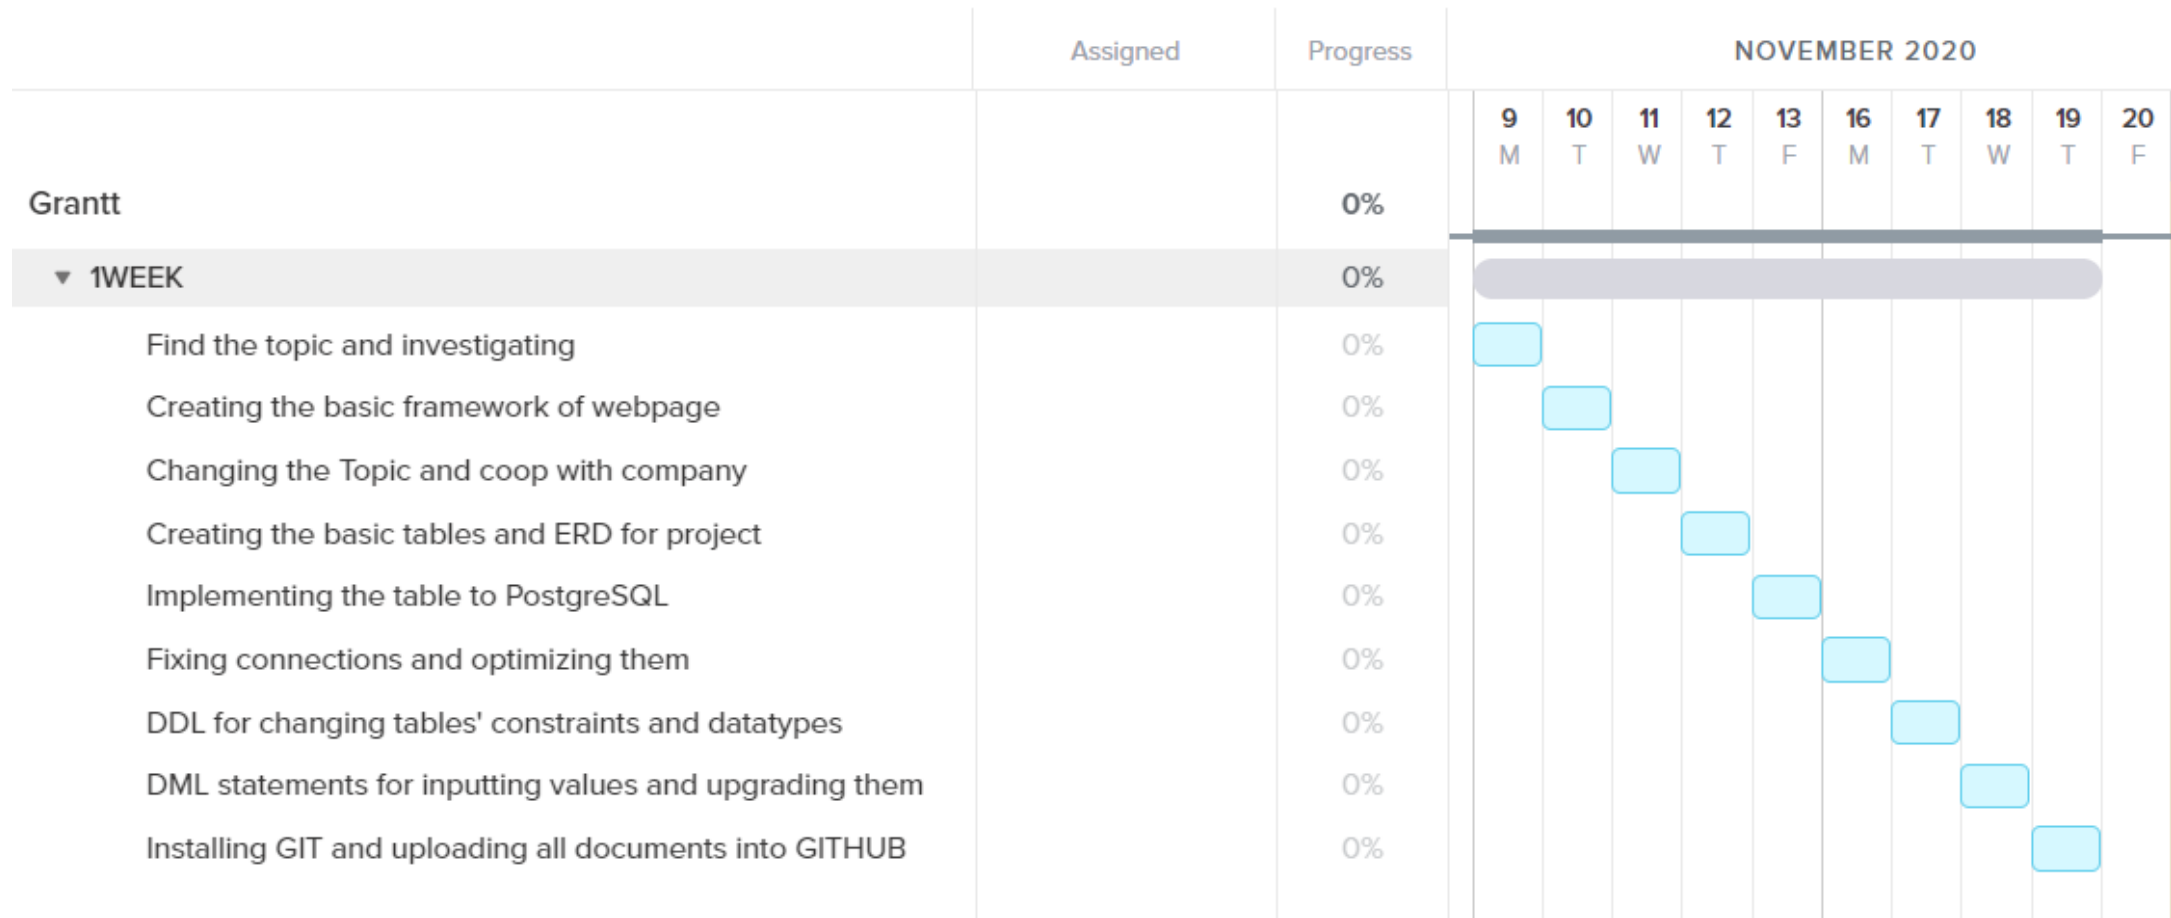 Assigned Progress NOVEMBER 2020
9 10 11 12 13 16 17 18 19 20
M T W T F M T W T F
Grantt 0%
1WEEK 0%
Find the topic and investigating 0%
Creating the basic framework of webpage 0%
Changing the Topic and coop with company 0%
Creating the basic tables and ERD for project 0%
Implementing the table to PostgreSQL 0%
Fixing connections and optimizing them 0%
DDL for changing tables' constraints and datatypes 0%
DML statements for inputting values and upgrading them 0%
Installing GIT and uploading all documents into GITHUB 0%